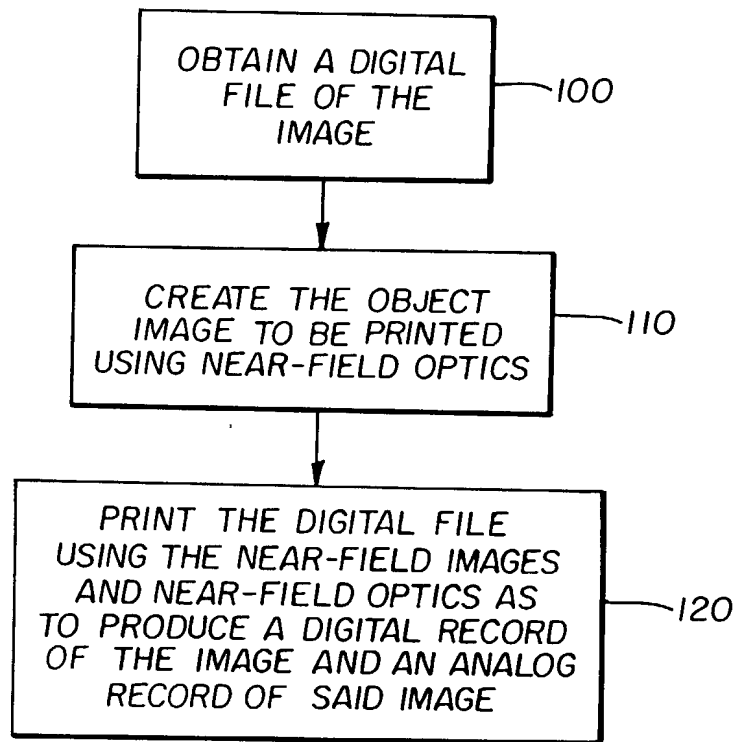 OBTAIN A DIGITAL
FILE OF THE
IMAGE
100
CREATE THE OBJECT
IMAGE TO BE PRINTED
USING NEAR-FIELD OPTICS
110
PRINT THE DIGITAL FILE
USING THE NEAR-FIELD IMAGES
AND NEAR-FIELD OPTICS AS
TO PRODUCE A DIGITAL RECORD
OF THE IMAGE AND AN ANALOG
RECORD OF SAID IMAGE
120